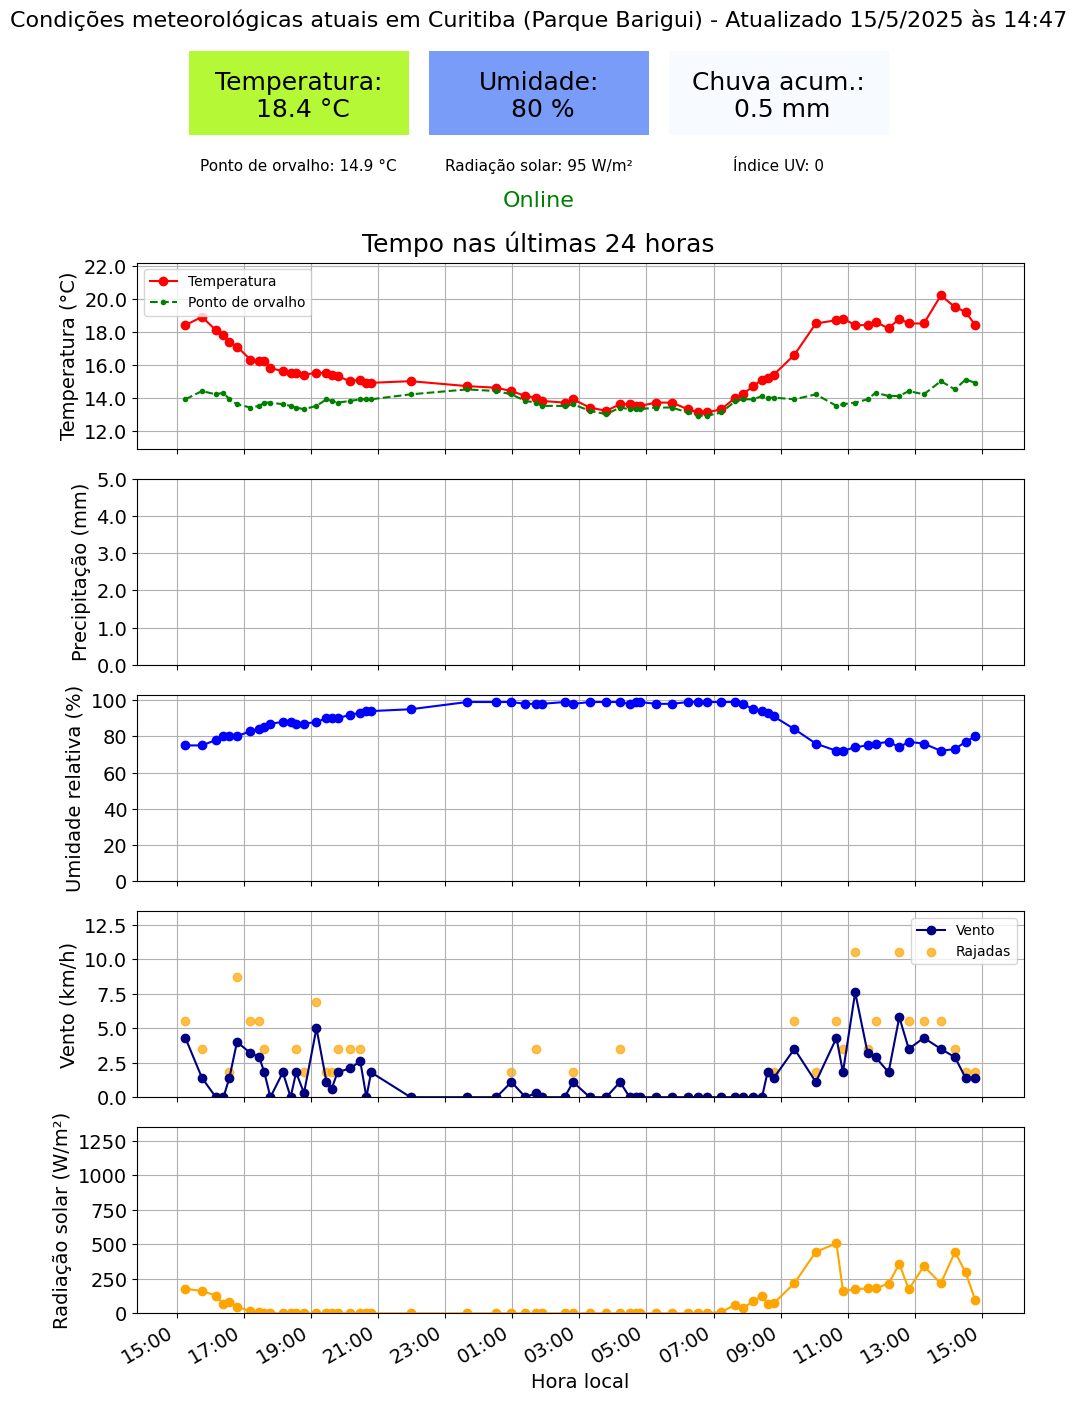 Condições meteorológicas atuais em Curitiba (Parque Barigui) - Atualizado 15/5/2025 às 14:47
Temperatura:
18.4 °C
Umidade:
80 %
Chuva acum.:
0.5 mm
Ponto de orvalho: 14.9 °C
Radiação solar: 95 W/m²
Índice UV: 0
Online
Tempo nas últimas 24 horas
Temperatura (°C)
22.0
20.0
18.0
16.0
14.0
12.0
Temperatura
Ponto de orvalho
Precipitação (mm)
5.0
4.0
3.0
2.0
1.0
0.0
Umidade relativa (%)
100
80
60
40
20
0
Vento (km/h)
12.5
10.0
7.5
5.0
2.5
0.0
Vento
Rajadas
Radiação solar (W/m²)
1250
1000
750
500
250
0
15:00
17:00
19:00
21:00
23:00
01:00
03:00
05:00
07:00
09:00
11:00
13:00
15:00
Hora local